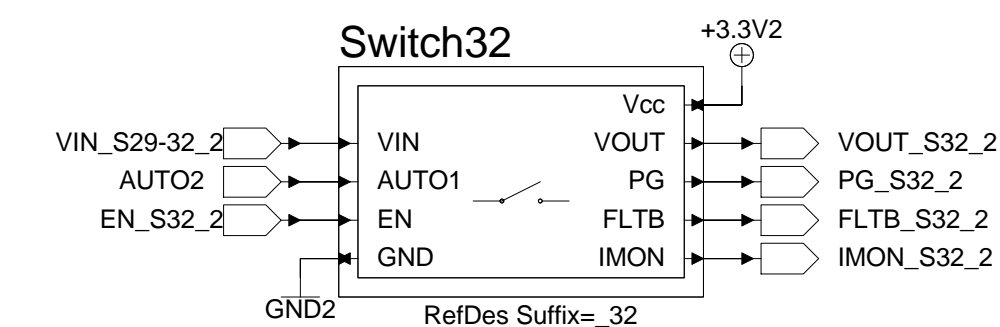 +3.3V2
Switch32
Vcc
VIN_S29-32_2 VIN VOUT VOUT_S32_2
AUTO2 AUTO1 PG PG_S32_2
EN_S32_2 EN FLTB FLTB_S32_2
GND IMON IMON_S32_2
GND2
RefDes Suffix=_32